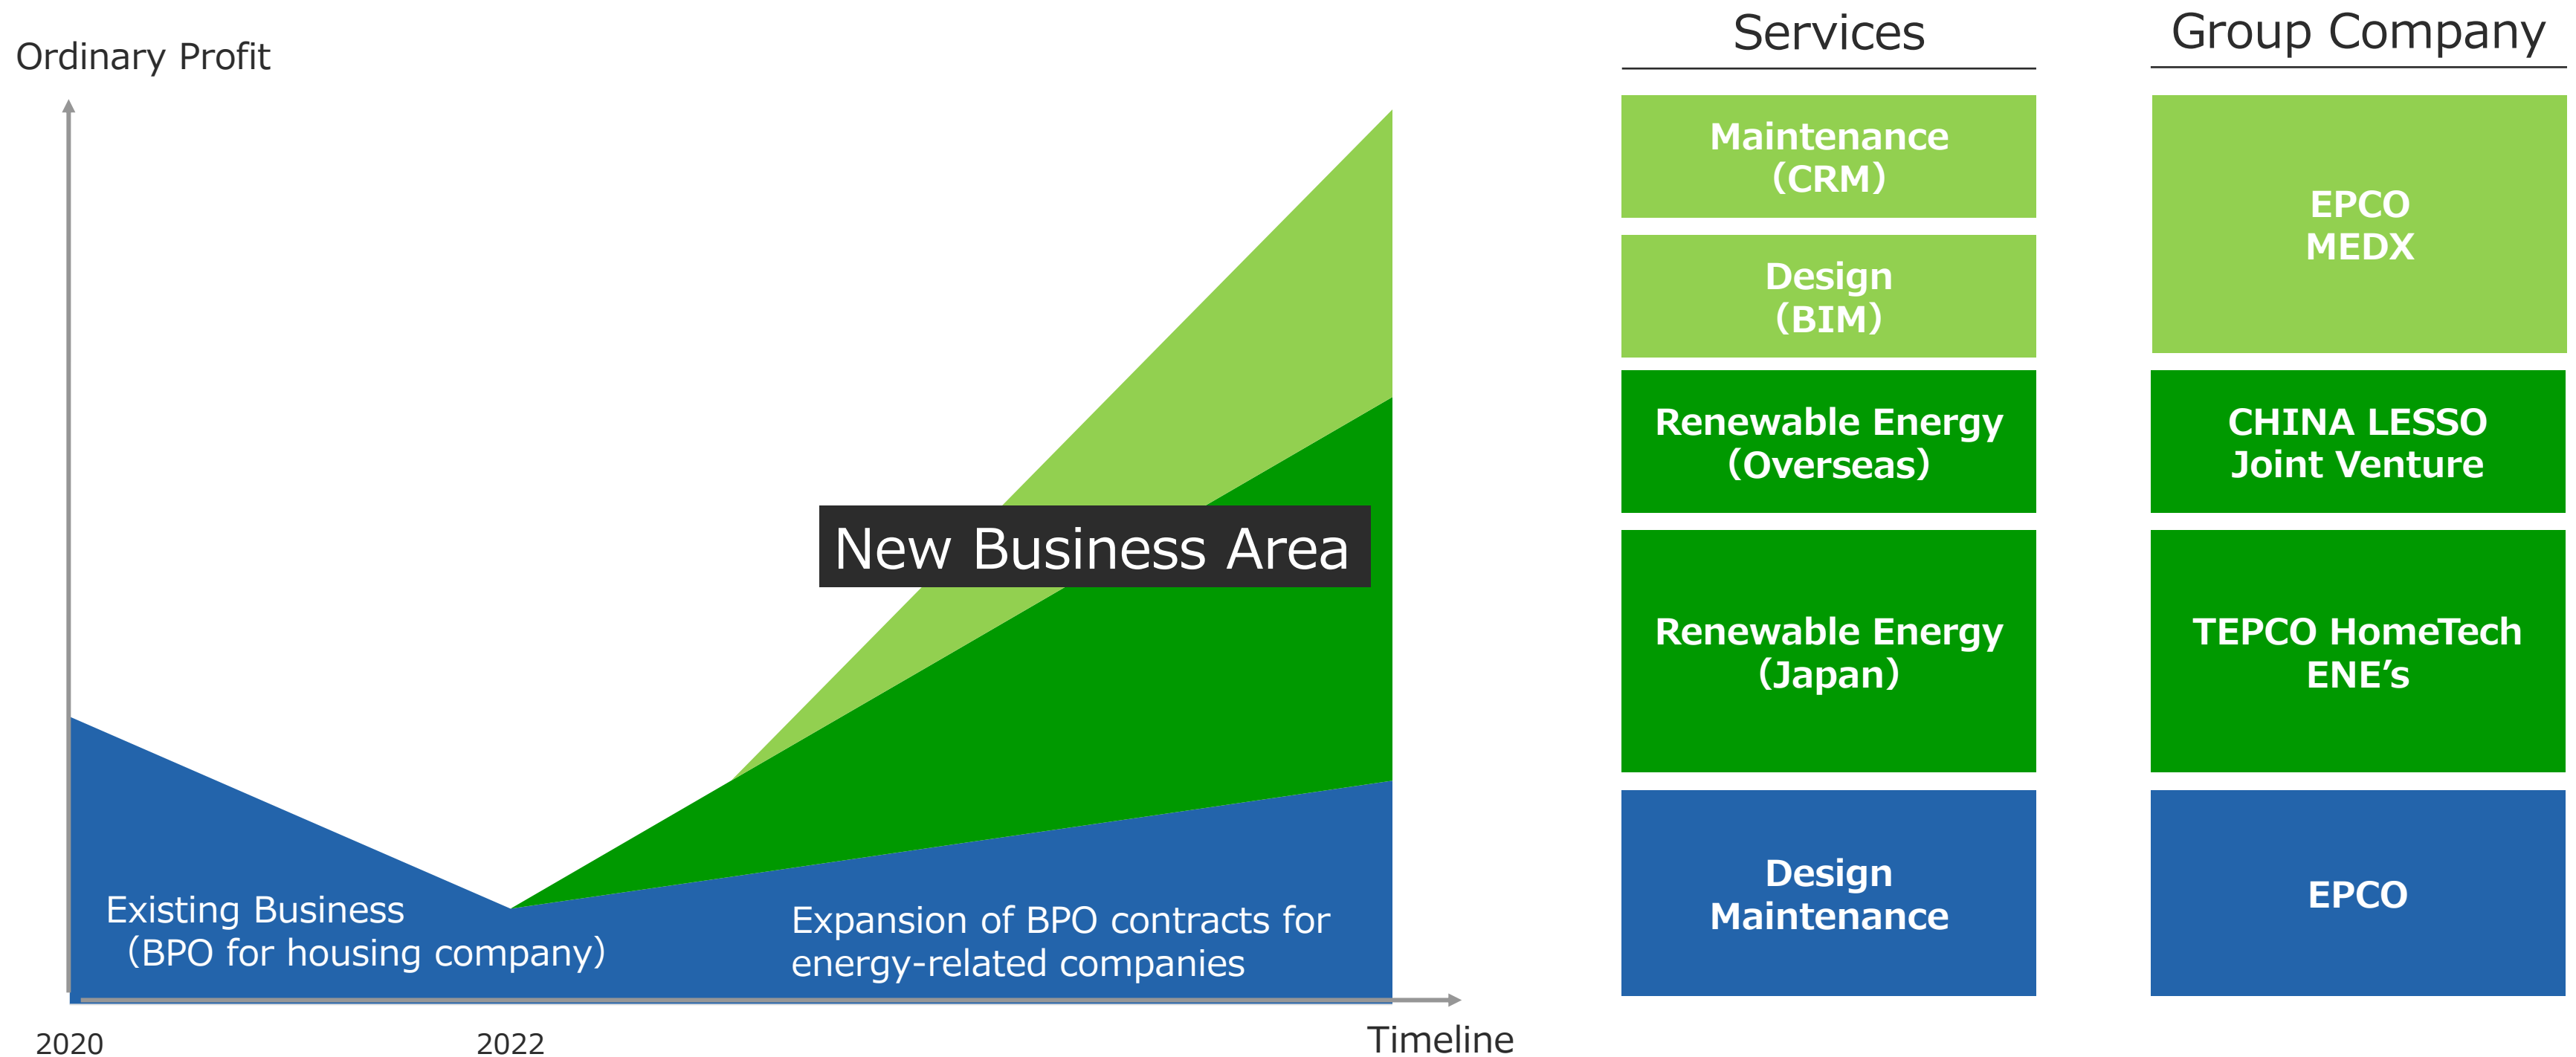 Ordinary Profit
New Business Area
Existing Business
(BPO for housing company)
Expansion of BPO contracts for
energy-related companies
2020
2022
Timeline
Services
Maintenance
(CRM)
Design
(BIM)
Renewable Energy
(Overseas)
Renewable Energy
(Japan)
Design
Maintenance
Group Company
EPCO
MEDX
CHINA LESSO
Joint Venture
TEPCO HomeTech
ENE’s
EPCO